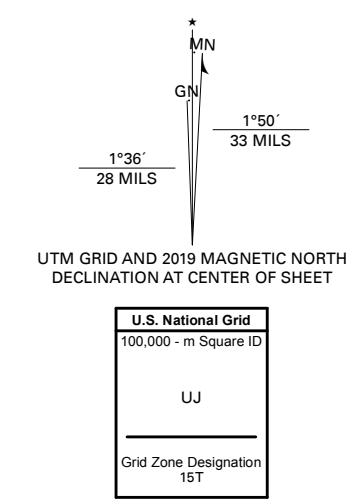 ★
MN
GN
1°50´
33 MILS
1°36´
28 MILS
UTM GRID AND 2019 MAGNETIC NORTH
DECLINATION AT CENTER OF SHEET
U.S. National Grid
100,000 - m Square ID
UJ
Grid Zone Designation
15T